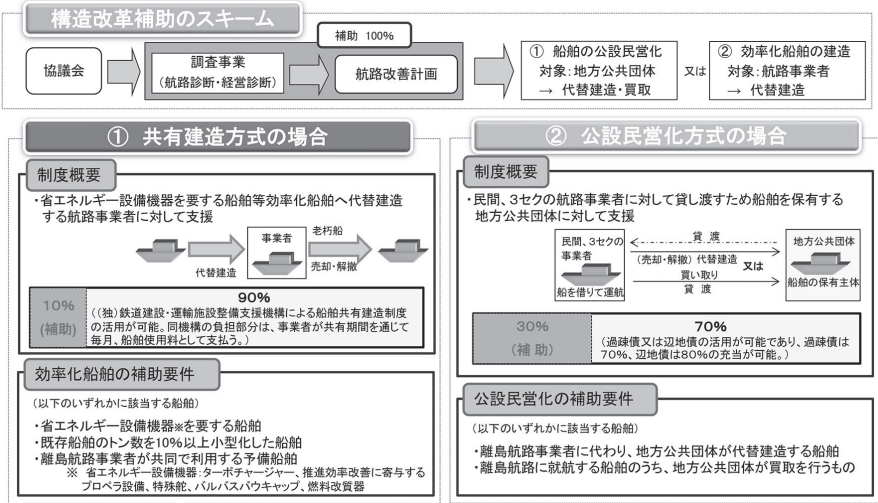 構造改革補助のスキーム
補助 100%
協議会
調査事業
(航路診断・経営診断)
航路改善計画
① 船舶の公設民営化
対象:地方公共団体
→ 代替建造・買取
又は
② 効率化船舶の建造
対象:航路事業者
→ 代替建造
① 共有建造方式の場合
制度概要
・省エネルギー設備機器を要する船舶等効率化船舶へ代替建造
する航路事業者に対して支援
代替建造
事業者
老朽船
売却・解撤
10%
(補助)
90%
((独)鉄道建設・運輸施設整備支援機構による船舶共有建造制度
の活用が可能。同機構の負担部分は、事業者が共有期間を通じて
毎月、船舶使用料として支払う。)
効率化船舶の補助要件
(以下のいずれかに該当する船舶)
・省エネルギー設備機器※を要する船舶
・既存船舶のトン数を10%以上小型化した船舶
・離島航路事業者が共同で利用する予備船舶
※ 省エネルギー設備機器:ターボチャージャー、推進効率改善に寄与する
プロペラ設備、特殊舵、バルバスバウキャップ、燃料改質器
② 公設民営化方式の場合
制度概要
・民間、3セクの航路事業者に対して貸し渡すため船舶を保有する
地方公共団体に対して支援
民間、3セクの
事業者
船を借りて運航
貸 渡
(売却・解撤) 代替建造
又は
買い取り
貸 渡
地方公共団体
船舶の保有主体
30%
(補 助)
70%
(過疎債又は辺地債の活用が可能であり、過疎債は
70%、辺地債は80%の充当が可能。)
公設民営化の補助要件
(以下のいずれかに該当する船舶)
・離島航路事業者に代わり、地方公共団体が代替建造する船舶
・離島航路に就航する船舶のうち、地方公共団体が買取を行うもの